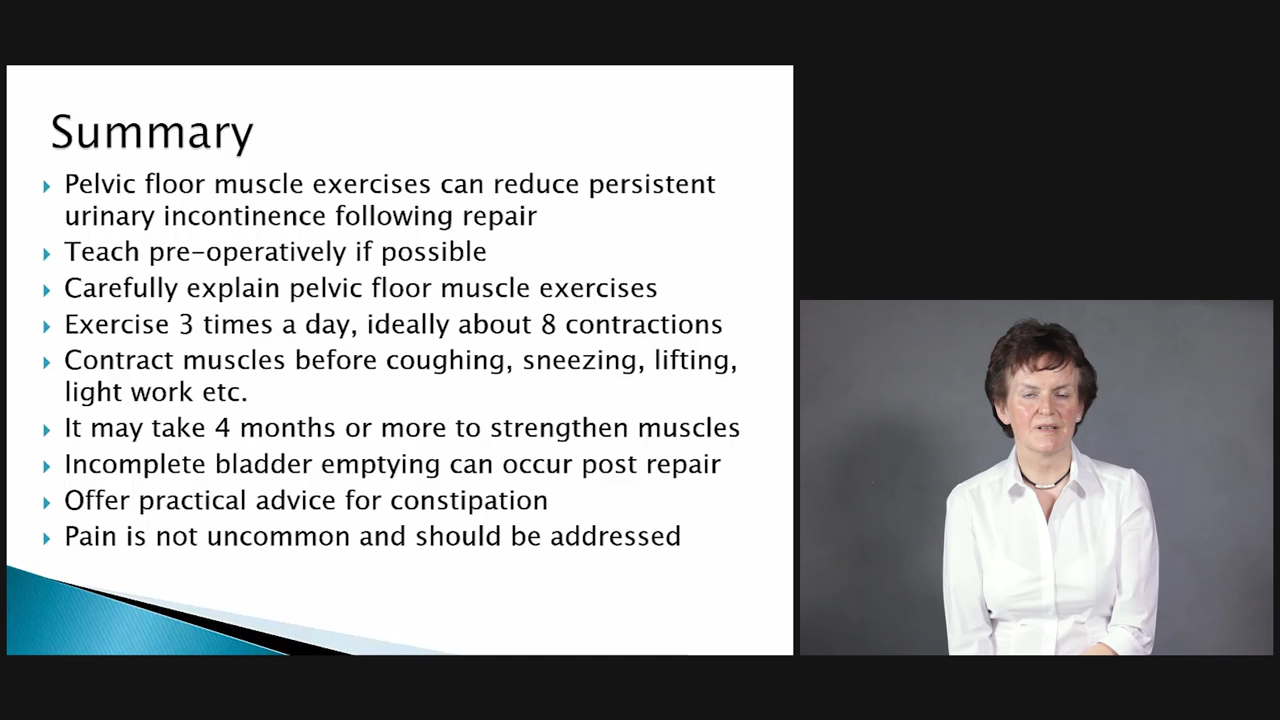 Summary
Pelvic floor muscle exercises can reduce persistent
urinary incontinence following repair
Teach pre-operatively if possible
Carefully explain pelvic floor muscle exercises
Exercise 3 times a day, ideally about 8 contractions
Contract muscles before coughing, sneezing, lifting,
light work etc.
It may take 4 months or more to strengthen muscles
Incomplete bladder emptying can occur post repair
Offer practical advice for constipation
Pain is not uncommon and should be addressed